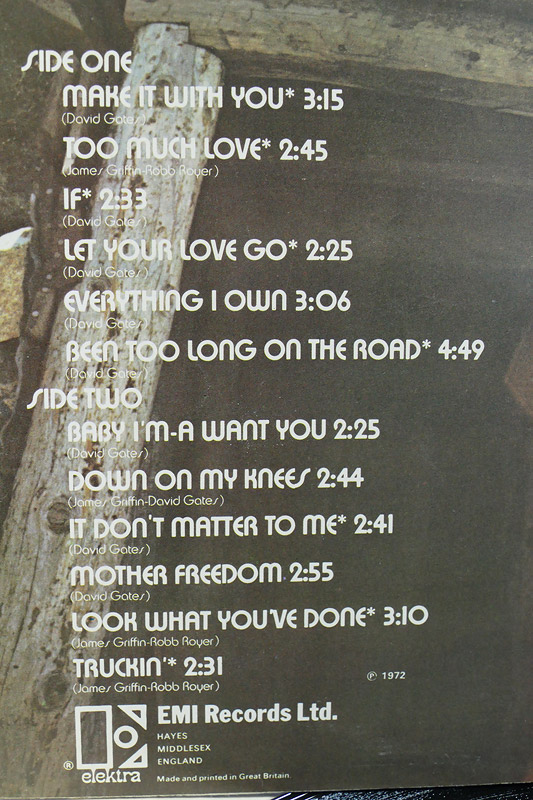 SIDE ONE
MAKE IT WITH YOU* 3:15
(David Gates)
TOO MUCH LOVE* 2:45
(James Griffin-Robb Royer)
IF* 2:33
(David Gates)
LET YOUR LOVE GO* 2:25
(David Gates)
EVERYTHING I OWN 3:06
(David Gates)
BEEN TOO LONG ON THE ROAD* 4:49
(David Gates)
SIDE TWO
BABY I'M-A WANT YOU 2:25
(David Gates)
DOWN ON MY KNEES 2:44
(James Griffin-David Gates)
IT DON'T MATTER TO ME* 2:41
(David Gates)
MOTHER FREEDOM 2:55
(David Gates)
LOOK WHAT YOU'VE DONE* 3:10
(James Griffin-Robb Royer)
TRUCKIN'* 2:31
(James Griffin-Robb Royer)
℗ 1972
EMI Records Ltd.
HAYES
MIDDLESEX
ENGLAND
® elektra
Made and printed in Great Britain.